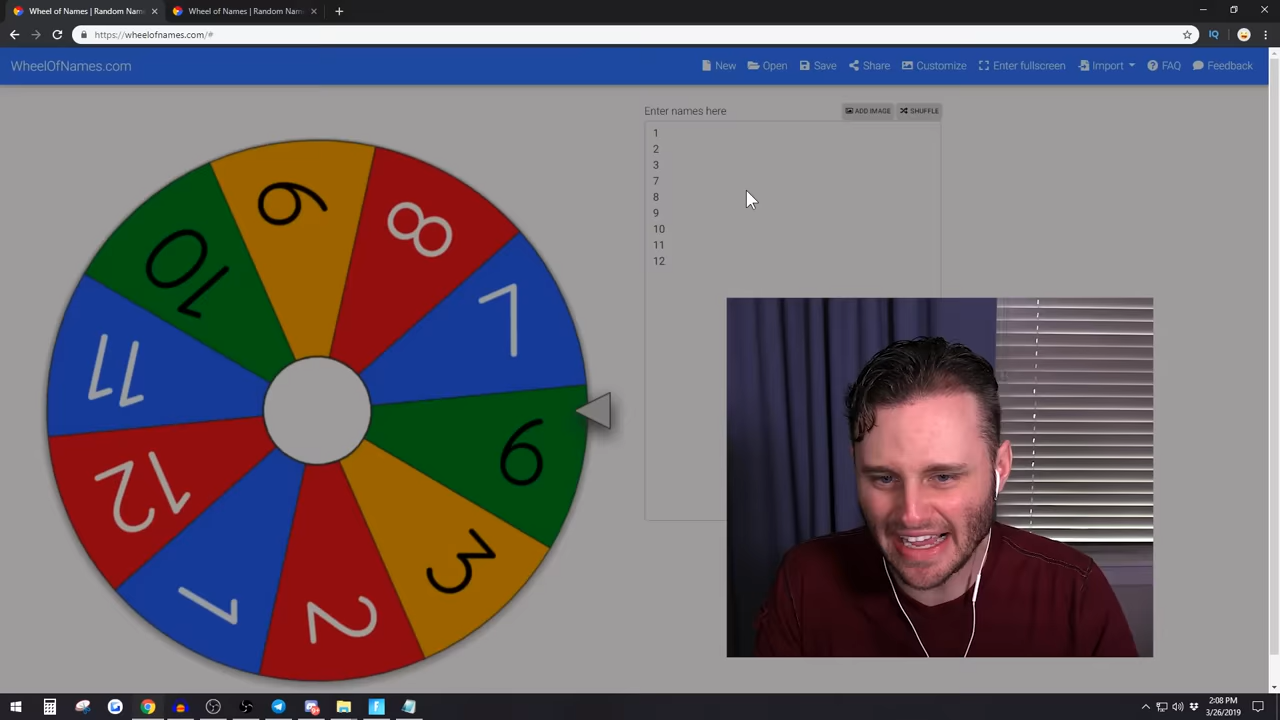 Wheel of Names | Random Nam
Wheel of Names | Random Nam
https://wheelofnames.com/#
WheelOfNames.com
New
Open
Save
Share
Customize
Enter fullscreen
Import
FAQ
Feedback
Enter names here
ADD IMAGE
SHUFFLE
1
2
3
7
8
9
10
11
12
6
8
7
9
3
2
1
12
11
10
2:08 PM
3/26/2019